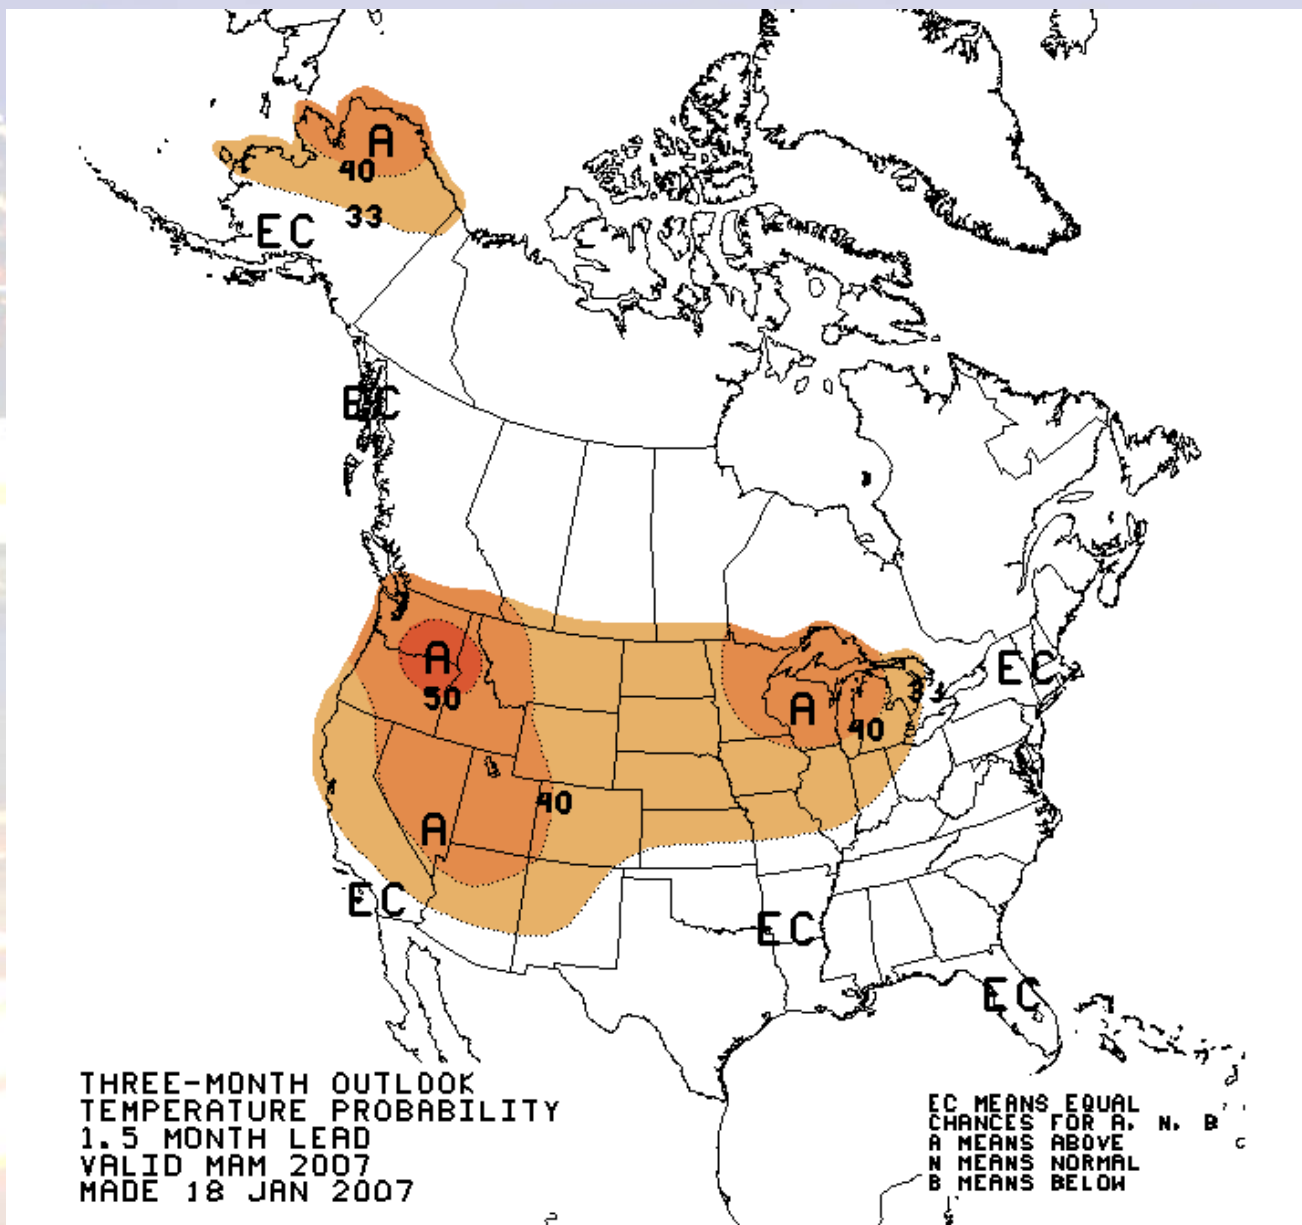 A
40
33
EC
EC
A
50
A
40
33
EC
40
A
EC
EC
EC
THREE-MONTH OUTLOOK
TEMPERATURE PROBABILITY
1.5 MONTH LEAD
VALID MAM 2007
MADE 18 JAN 2007
EC MEANS EQUAL
CHANCES FOR A, N, B
A MEANS ABOVE
N MEANS NORMAL
B MEANS BELOW